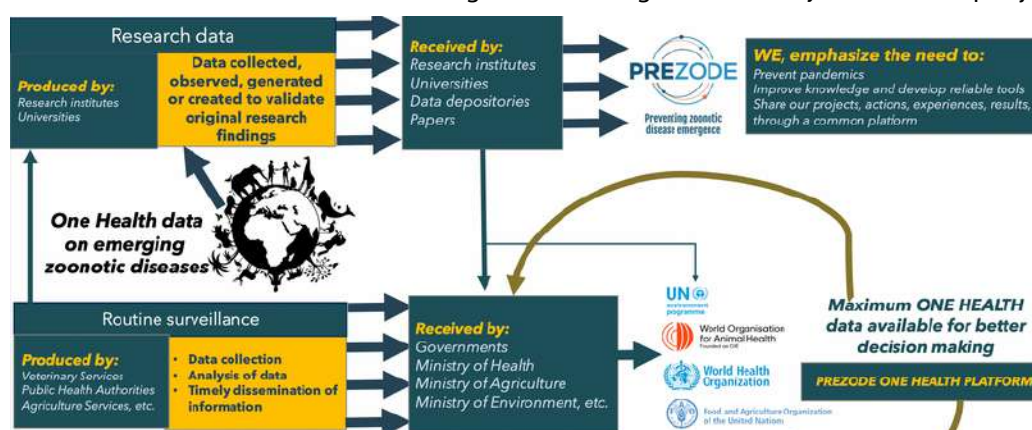 Research data
Produced by:
Research institutes
Universities
Data collected,
observed, generated
or created to validate
original research
findings
Received by:
Research institutes
Universities
Data depositories
Papers
PREZODE
Preventing zoonotic
disease emergence
WE, emphasize the need to:
Prevent pandemics
Improve knowledge and develop reliable tools
Share our projects, actions, experiences, results,
through a common platform
One Health data
on emerging
zoonotic diseases
Routine surveillance
Produced by:
Veterinary Services
Public Health Authorities
Agriculture Services, etc.
• Data collection
• Analysis of data
• Timely dissemination of
information
Received by:
Governments
Ministry of Health
Ministry of Agriculture
Ministry of Environment, etc.
UN
environment
programme
World Organisation
for Animal Health
Founded as OIE
World Health
Organization
Food and Agriculture Organization
of the United Nations
Maximum ONE HEALTH
data available for better
decision making
PREZODE ONE HEALTH PLATFORM